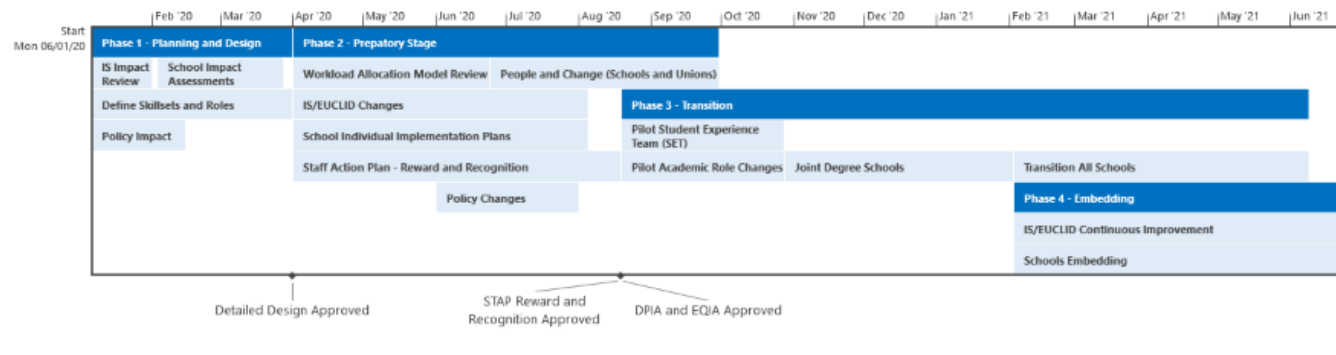 Feb '20 Mar '20 Apr '20 May '20 Jun '20 Jul '20 Aug '20 Sep '20 Oct '20 Nov '20 Dec '20 Jan '21 Feb '21 Mar '21 Apr '21 May '21 Jun '21
Start
Mon 06/01/20
Phase 1 - Planning and Design
Phase 2 - Prepatory Stage
IS Impact
Review
School Impact
Assessments
Workload Allocation Model Review
People and Change (Schools and Unions)
Define Skillsets and Roles
IS/EUCLID Changes
Phase 3 - Transition
Policy Impact
School Individual Implementation Plans
Pilot Student Experience
Team (SET)
Staff Action Plan - Reward and Recognition
Pilot Academic Role Changes
Joint Degree Schools
Transition All Schools
Policy Changes
Phase 4 - Embedding
IS/EUCLID Continuous Improvement
Schools Embedding
Detailed Design Approved
STAP Reward and
Recognition Approved
DPIA and EQIA Approved